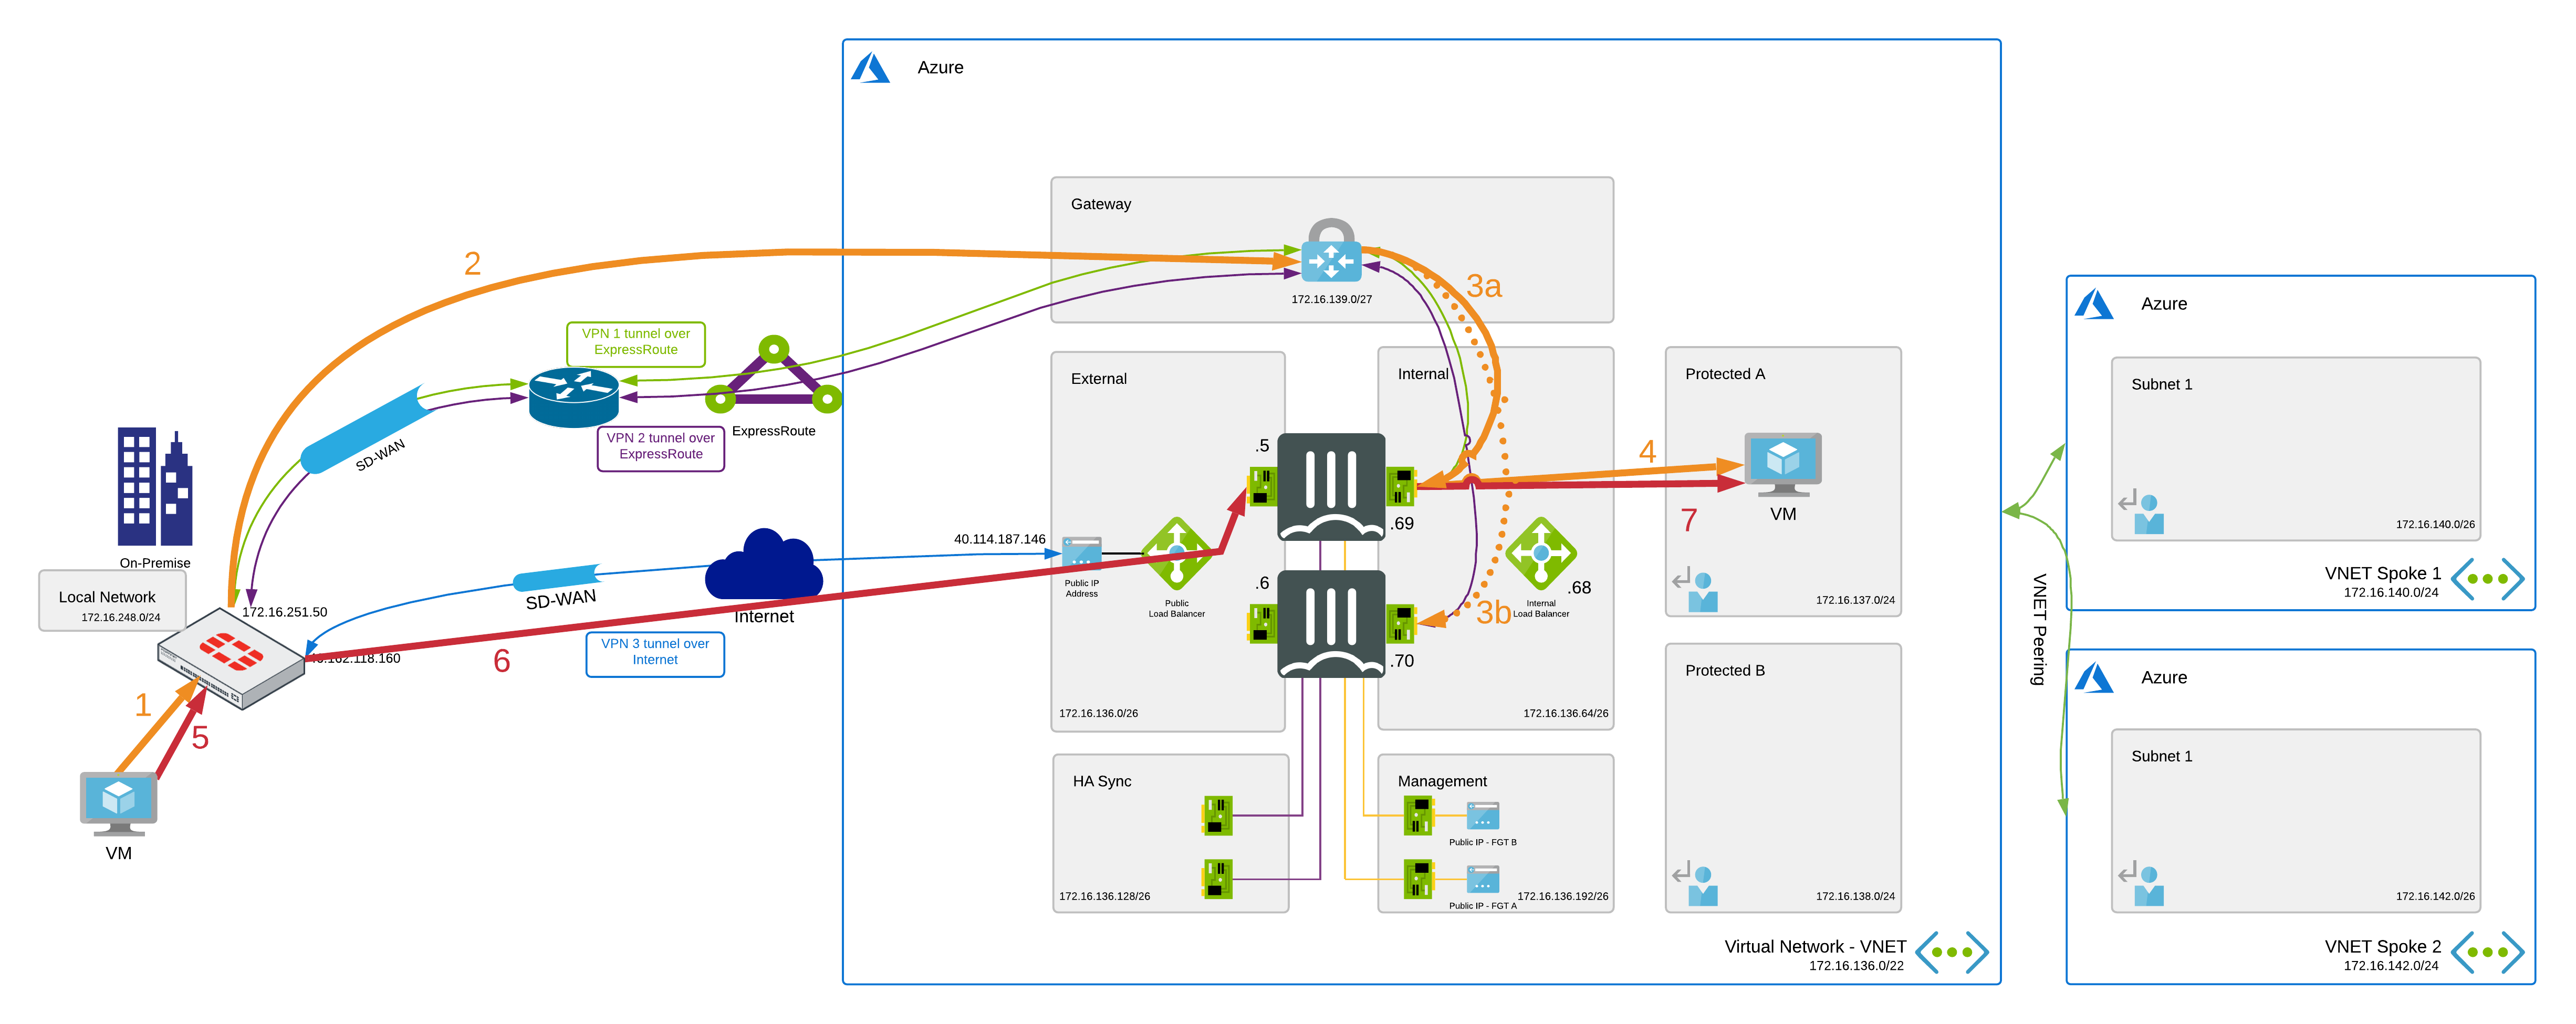 Azure
Gateway
172.16.139.0/27
2
3a
VPN 1 tunnel over
ExpressRoute
VPN 2 tunnel over
ExpressRoute
ExpressRoute
SD-WAN
On-Premise
Local Network
172.16.248.0/24
172.16.251.50
SD-WAN
Internet
VPN 3 tunnel over
Internet
6
1
5
VM
External
.5
.6
40.114.187.146
Public IP
Address
Public
Load Balancer
172.16.136.0/26
Internal
.69
.70
3b
Internal
Load Balancer
.68
172.16.136.64/26
4
7
Protected A
VM
172.16.137.0/24
Protected B
172.16.138.0/24
HA Sync
172.16.136.128/26
Management
Public IP - FGT B
Public IP - FGT A
172.16.136.192/26
Virtual Network - VNET
172.16.136.0/22
VNET Peering
Azure
Subnet 1
172.16.140.0/26
VNET Spoke 1
172.16.140.0/24
Azure
Subnet 1
172.16.142.0/26
VNET Spoke 2
172.16.142.0/24